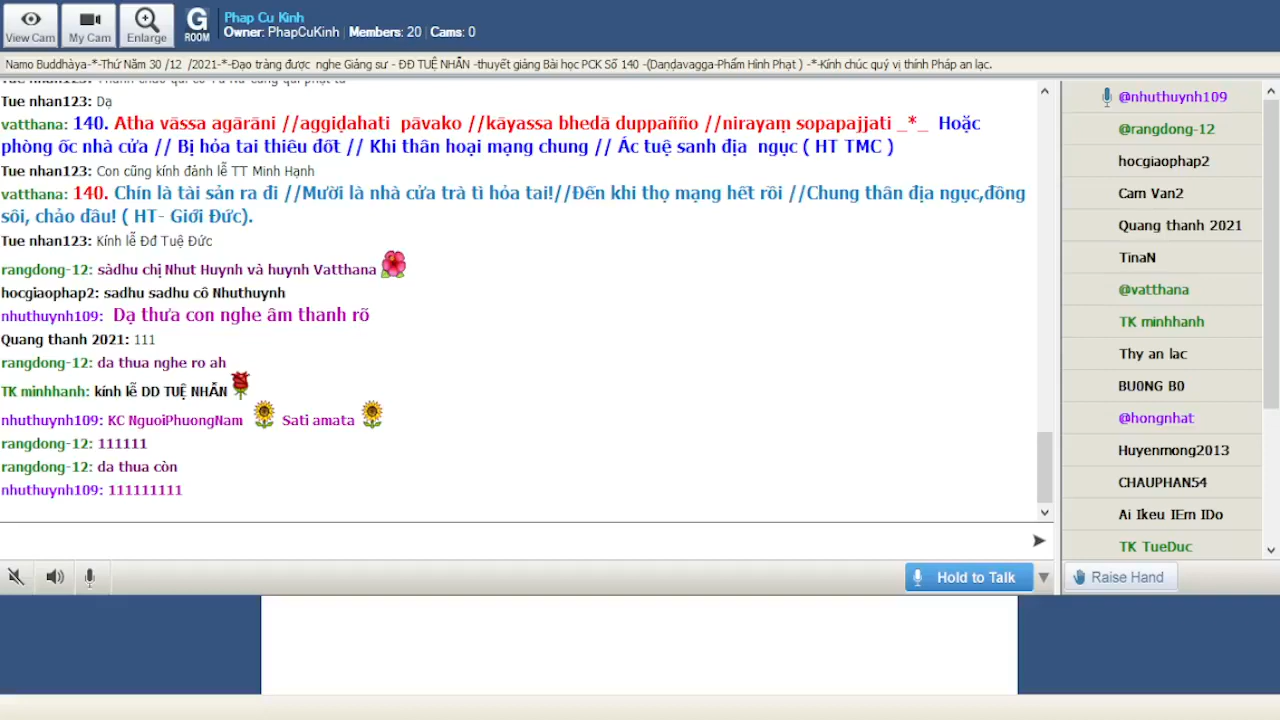 View Cam
My Cam
Enlarge
G
ROOM
Phap Cu Kinh
Owner: PhapCuKinh | Members: 20 | Cams: 0
Namo Buddhàya-*-Thứ Năm 30 /12 /2021-*-Đạo tràng được nghe Giảng sư - ĐĐ TUỆ NHẪN -thuyết giảng Bài học PCK Số 140 -(Daṇḍavagga-Phẩm Hình Phạt ) -*-Kính chúc quý vị thính Pháp an lạc.
Tue nhan123: Dạ
vatthana: 140. Atha vāssa agārāni //aggiḍahati pāvako //kāyassa bhedā duppañño //nirayaṃ sopapajjati _*_ Hoặc
phòng ốc nhà cửa // Bị hỏa tai thiêu đốt // Khi thân hoại mạng chung // Ác tuệ sanh địa ngục ( HT TMC )
Tue nhan123: Con cũng kính đảnh lễ TT Minh Hạnh
vatthana: 140. Chín là tài sản ra đi //Mười là nhà cửa trà tì hỏa tai!//Đến khi thọ mạng hết rồi //Chung thân địa ngục,đồng
sôi, chảo dầu! ( HT- Giới Đức).
Tue nhan123: Kính lễ Đđ Tuệ Đức
rangdong-12: sàdhu chị Nhut Huynh và huynh Vatthana
hocgiaophap2: sadhu sadhu cô Nhuthuynh
nhuthuynh109: Dạ thưa con nghe âm thanh rõ
Quang thanh 2021: 111
rangdong-12: da thua nghe ro ah
TK minhhanh: kính lễ DD TUỆ NHẪN
nhuthuynh109: KC NguoiPhuongNam Sati amata
rangdong-12: 111111
rangdong-12: da thua còn
nhuthuynh109: 111111111
@nhuthuynh109
@rangdong-12
hocgiaophap2
Cam Van2
Quang thanh 2021
TinaN
@vatthana
TK minhhanh
Thy an lac
BU0NG B0
@hongnhat
Huyenmong2013
CHAUPHAN54
Ai Ikeu IEm IDo
TK TueDuc
Hold to Talk
Raise Hand